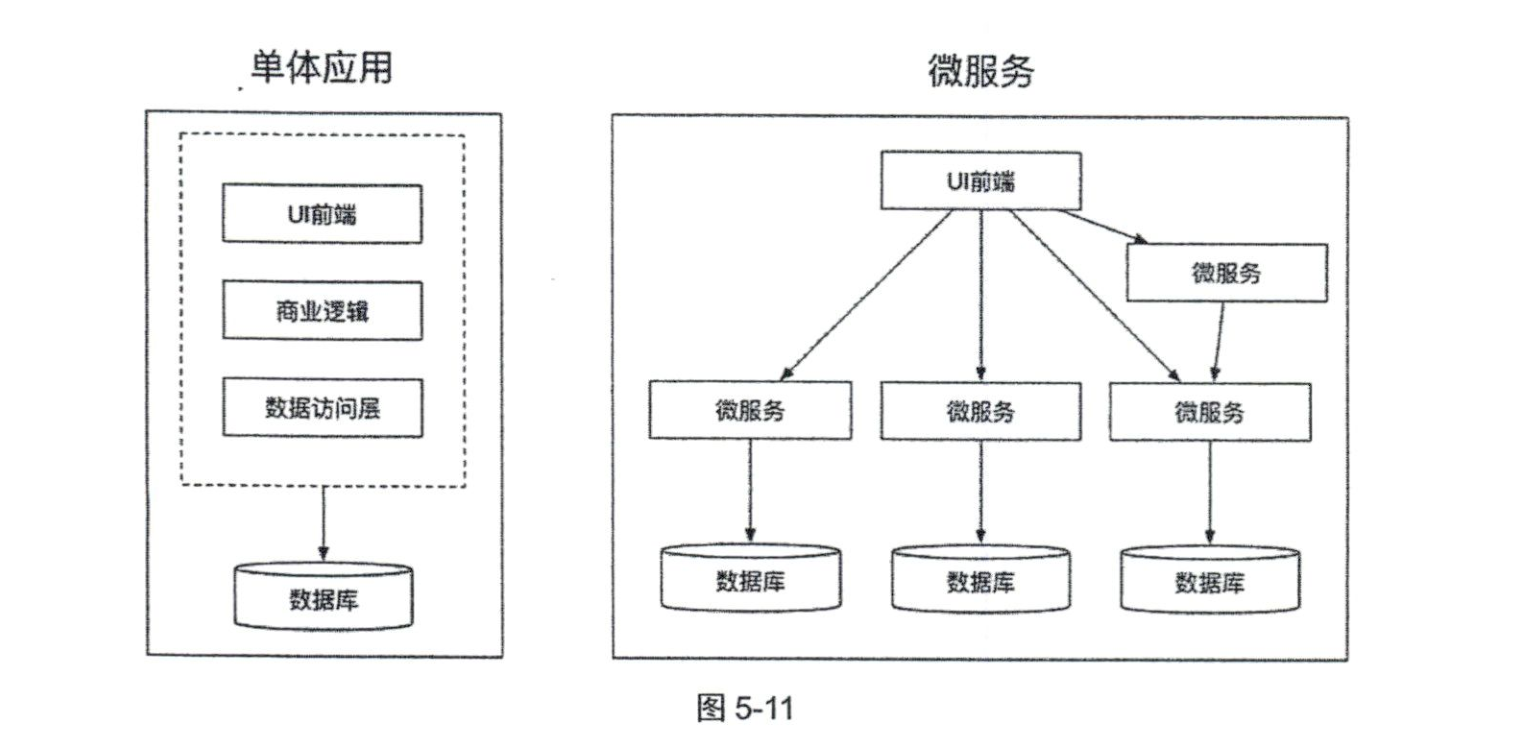 单体应用
UI前端
商业逻辑
数据访问层
数据库
微服务
UI前端
微服务
微服务
微服务
微服务
数据库
数据库
数据库
图 5-11